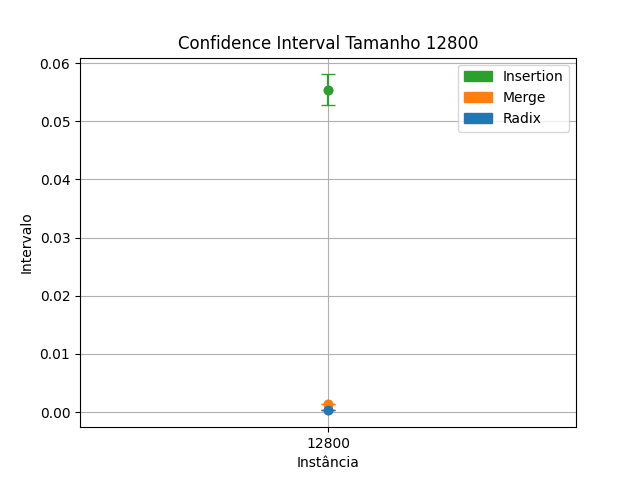 Confidence Interval Tamanho 12800
0.06
0.05
0.04
0.03
0.02
0.01
0.00
Intervalo
Insertion
Merge
Radix
12800
Instância